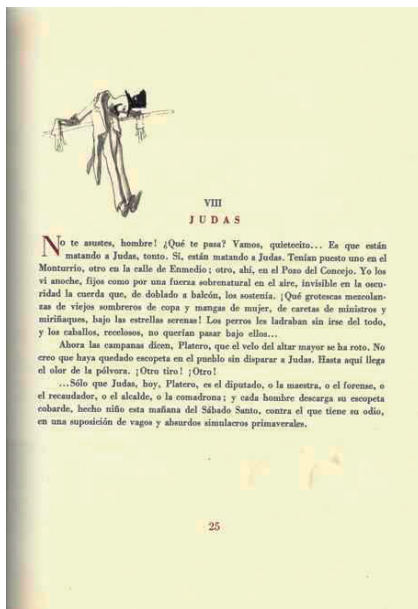 VIII
JUDAS
No te asustes, hombre! ¿Qué te pasa? Vamos, quietecito... Es que están
matando a Judas, tonto. Sí, están matando a Judas. Tenían puesto uno en el
Monturrio, otro en la calle de Enmedio; otro, ahí, en el Pozo del Concejo. Yo los
vi anoche, fijos como por una fuerza sobrenatural en el aire, invisible en la oscu-
ridad la cuerda que, de doblado a balcón, los sostenía. ¡Qué grotescas mezcolan-
zas de viejos sombreros de copa y mangas de mujer, de caretas de ministros y
miriñaques, bajo las estrellas serenas! Los perros les ladraban sin irse del todo,
y los caballos, recelosos, no querían pasar bajo ellos...
Ahora las campanas dicen, Platero, que el velo del altar mayor se ha roto. No
creo que haya quedado escopeta en el pueblo sin disparar a Judas. Hasta aquí llega
el olor de la pólvora. ¡Otro tiro! ¡Otro!
...Sólo que Judas, hoy, Platero, es el diputado, o la maestra, o el forense, o
el recaudador, o el alcalde, o la comadrona; y cada hombre descarga su escopeta
cobarde, hecho niño esta mañana del Sábado Santo, contra el que tiene su odio,
en una suposición de vagos y absurdos simulacros primaverales.
25